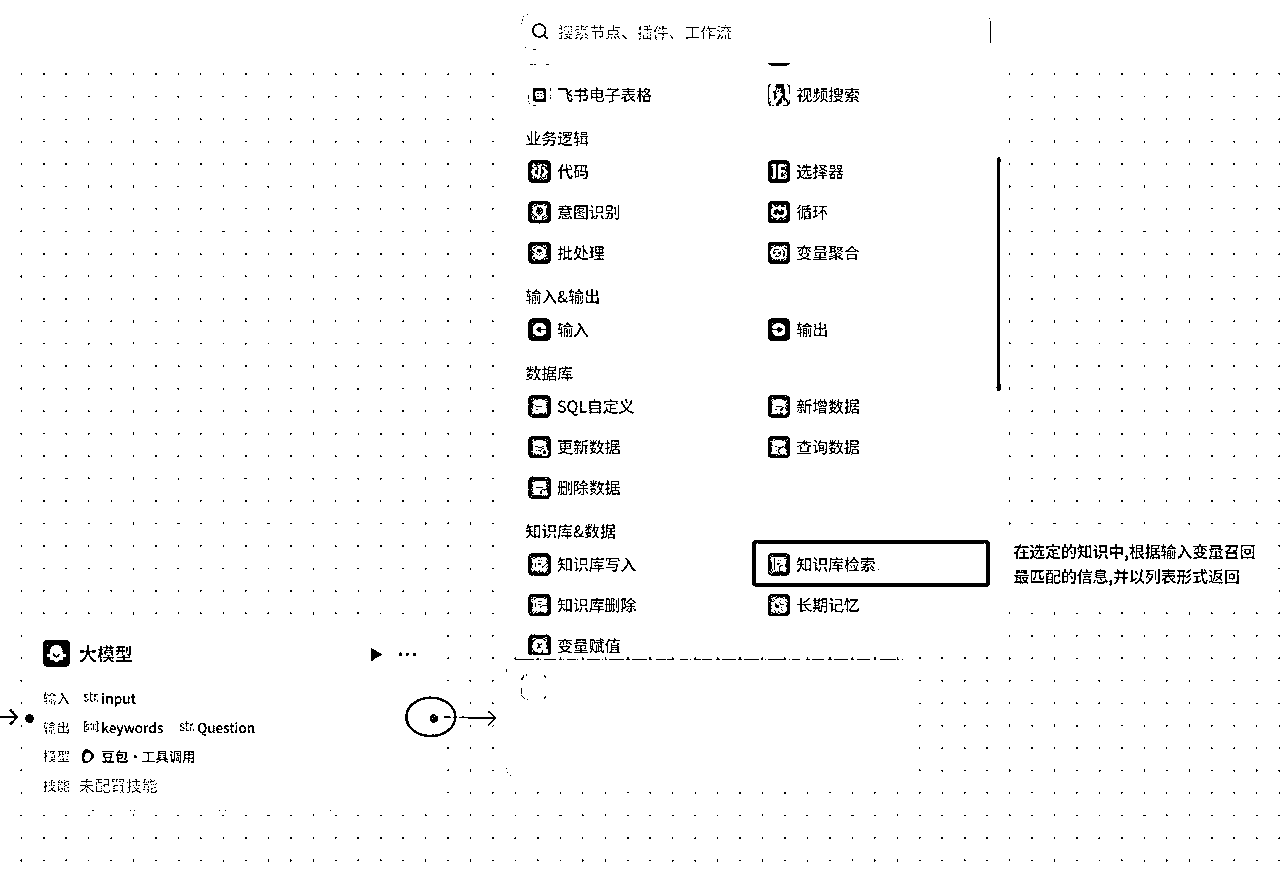 搜索节点、插件、工作流
飞书电子表格
视频搜索
业务逻辑
代码
选择器
意图识别
循环
批处理
变量聚合
输入&输出
输入
输出
数据库
SQL自定义
新增数据
更新数据
查询数据
删除数据
知识库&数据
知识库写入
知识库检索
在选定的知识中,根据输入变量召回
最匹配的信息,并以列表形式返回
知识库删除
长期记忆
变量赋值
大模型
输入 str. input
输出 keywords str. Question
模型 豆包·工具调用
技能 未配置技能